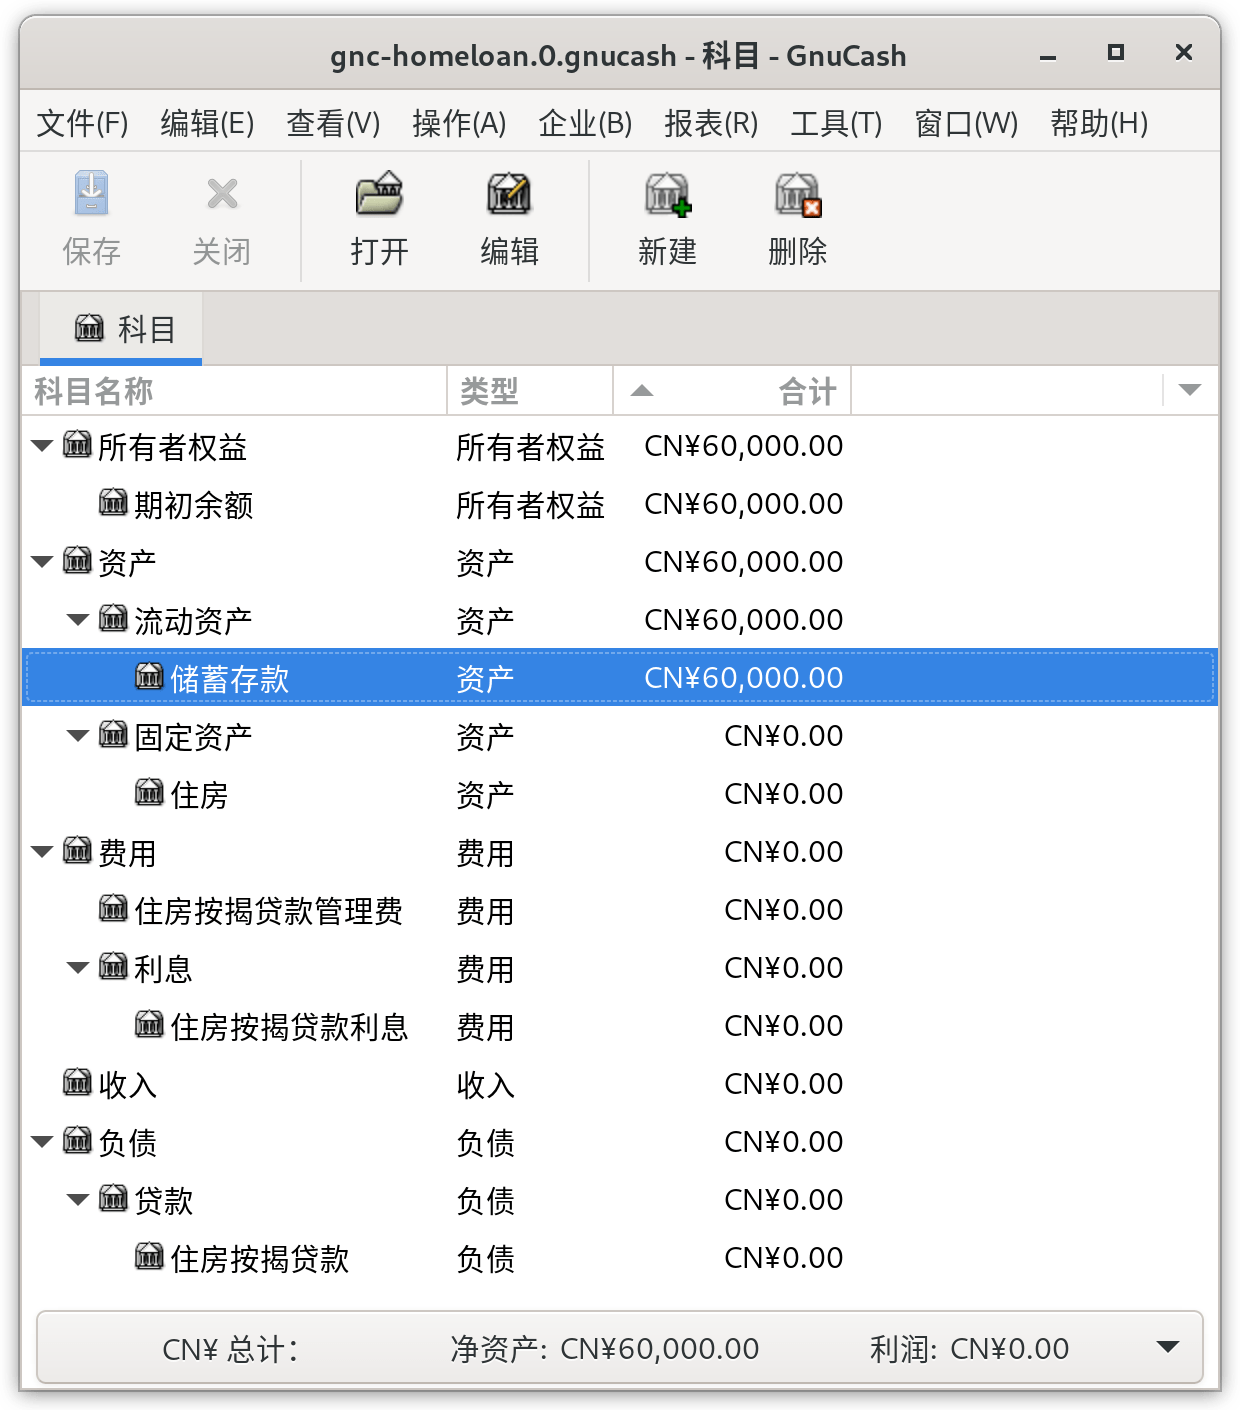 gnc-homeloan.0.gnucash - 科目 - GnuCash
文件(F) 编辑(E) 查看(V) 操作(A) 企业(B) 报表(R) 工具(T) 窗口(W) 帮助(H)
保存 关闭 打开 编辑 新建 删除
科目
科目名称 类型 合计
所有者权益 所有者权益 CN¥60,000.00
期初余额 所有者权益 CN¥60,000.00
资产 资产 CN¥60,000.00
流动资产 资产 CN¥60,000.00
储蓄存款 资产 CN¥60,000.00
固定资产 资产 CN¥0.00
住房 资产 CN¥0.00
费用 费用 CN¥0.00
住房按揭贷款管理费 费用 CN¥0.00
利息 费用 CN¥0.00
住房按揭贷款利息 费用 CN¥0.00
收入 收入 CN¥0.00
负债 负债 CN¥0.00
贷款 负债 CN¥0.00
住房按揭贷款 负债 CN¥0.00
CN¥ 总计： 净资产: CN¥60,000.00 利润: CN¥0.00